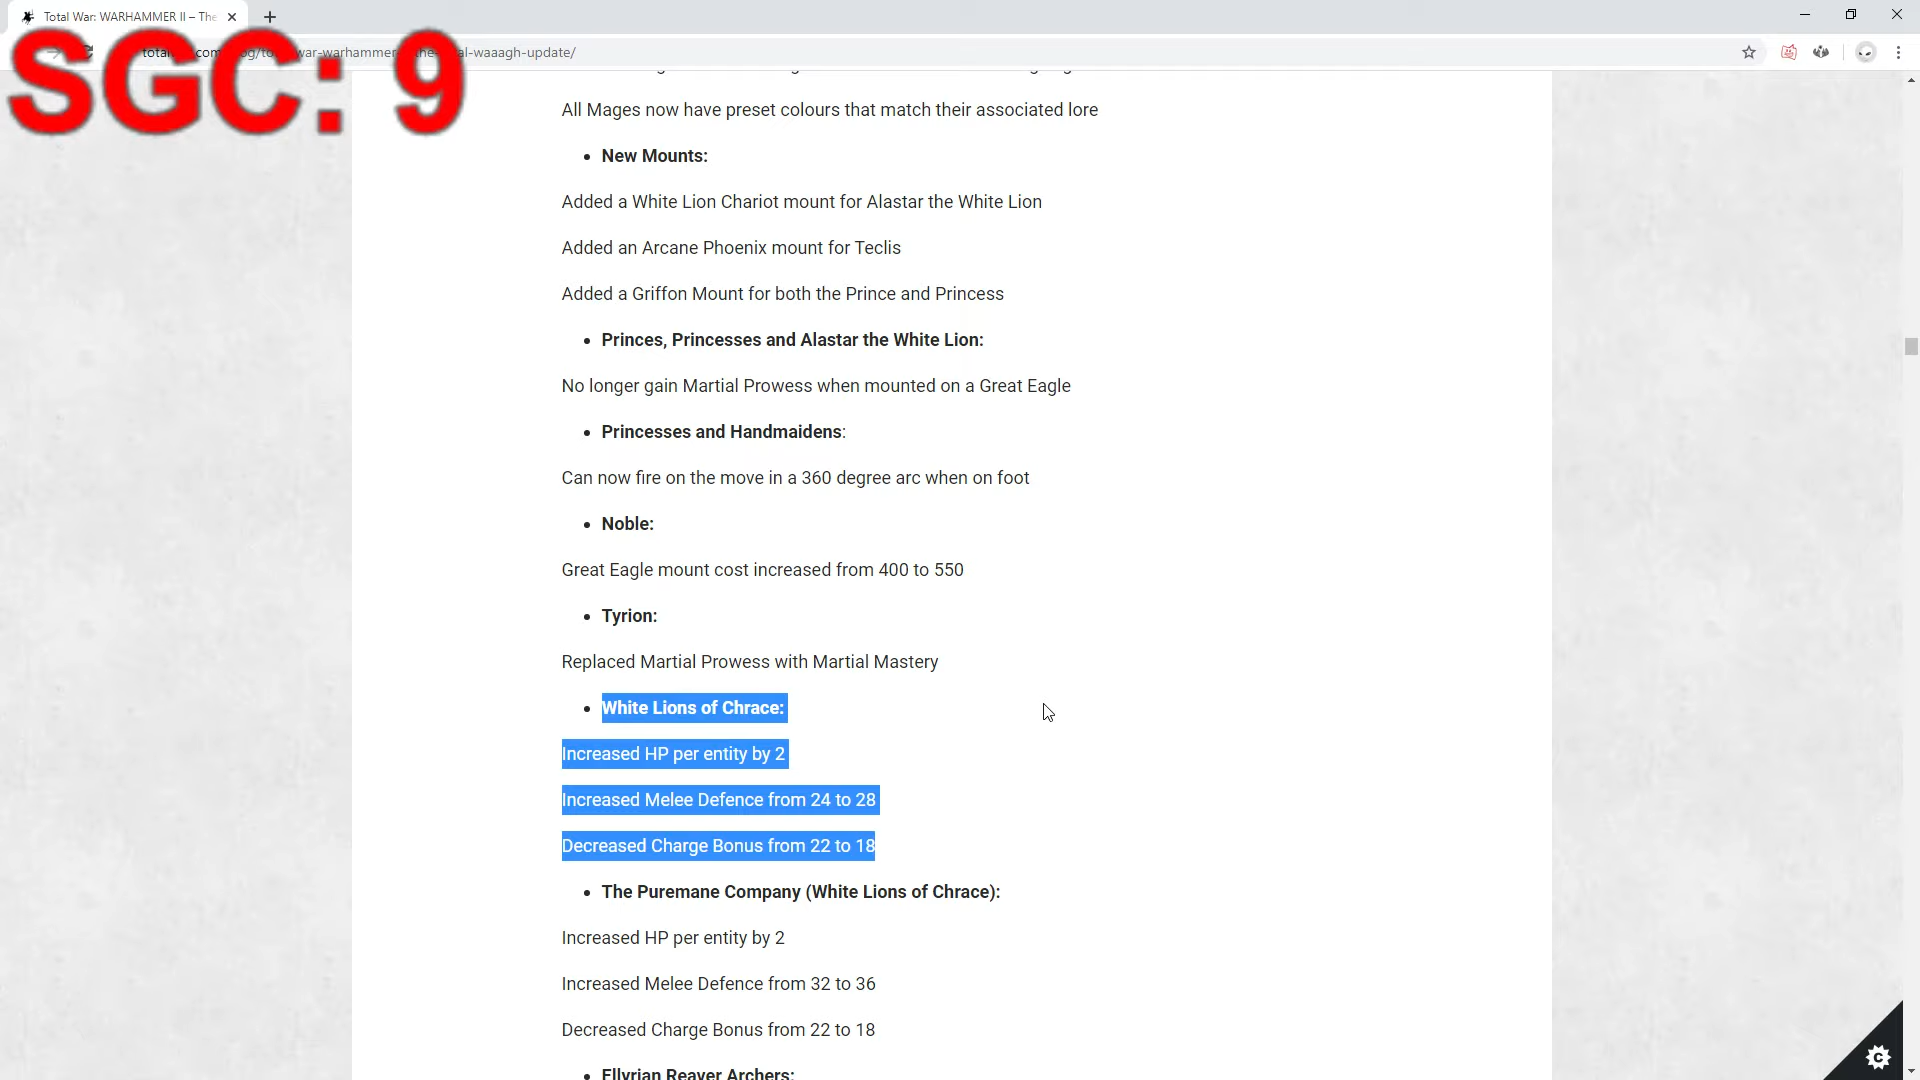 Total War: WARHAMMER II – The
SGC: 9
-waaagh-update/
All Mages now have preset colours that match their associated lore
• New Mounts:
Added a White Lion Chariot mount for Alastar the White Lion
Added an Arcane Phoenix mount for Teclis
Added a Griffon Mount for both the Prince and Princess
• Princes, Princesses and Alastar the White Lion:
No longer gain Martial Prowess when mounted on a Great Eagle
• Princesses and Handmaidens:
Can now fire on the move in a 360 degree arc when on foot
• Noble:
Great Eagle mount cost increased from 400 to 550
• Tyrion:
Replaced Martial Prowess with Martial Mastery
• White Lions of Chrace:
Increased HP per entity by 2
Increased Melee Defence from 24 to 28
Decreased Charge Bonus from 22 to 18
• The Puremane Company (White Lions of Chrace):
Increased HP per entity by 2
Increased Melee Defence from 32 to 36
Decreased Charge Bonus from 22 to 18
• Ellyrian Reaver Archers: